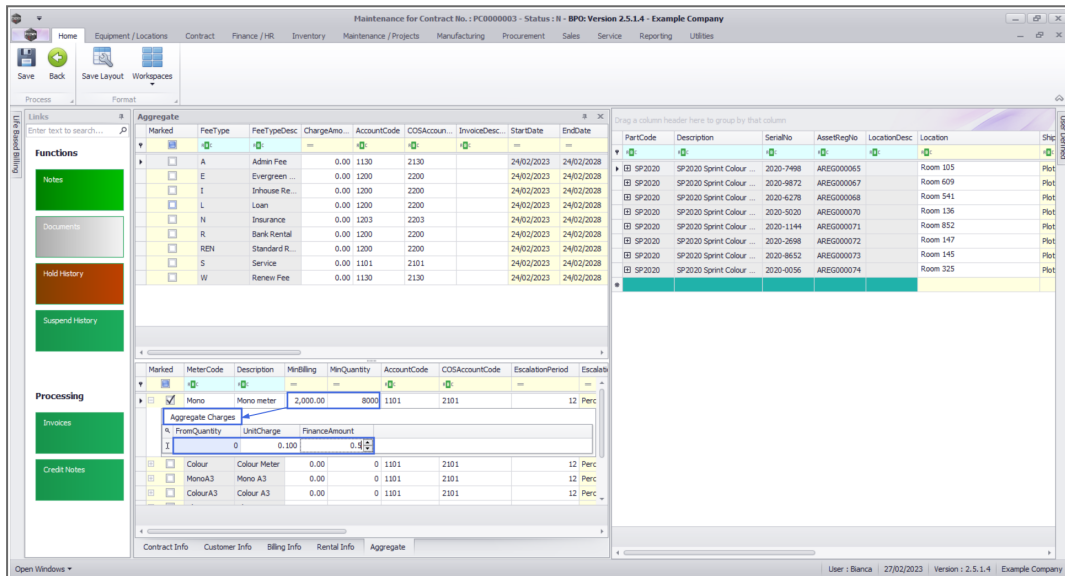 Maintenance for Contract No. : PC0000003 - Status : N - BPO: Version 2.5.1.4 - Example Company
Home Equipment / Locations Contract Finance / HR Inventory Maintenance / Projects Manufacturing Procurement Sales Service Reporting Utilities
Save Back Save Layout Workspaces
Process Format
Life Based Billing
Links
Enter text to search...
Functions
Notes
Documents
Hold History
Suspend History
Processing
Invoices
Credit Notes
Aggregate
Marked FeeType FeeTypeDesc ChargeAmo... AccountCode COSAccoun... InvoiceDesc... StartDate EndDate
A Admin Fee 0.00 1130 2130 24/02/2023 24/02/2028
E Evergreen ... 0.00 1200 2200 24/02/2023 24/02/2028
I Inhouse Re... 0.00 1200 2200 24/02/2023 24/02/2028
L Loan 0.00 1200 2200 24/02/2023 24/02/2028
N Insurance 0.00 1203 2203 24/02/2023 24/02/2028
R Bank Rental 0.00 1200 2200 24/02/2023 24/02/2028
REN Standard R... 0.00 1200 2200 24/02/2023 24/02/2028
S Service 0.00 1101 2101 24/02/2023 24/02/2028
W Renew Fee 0.00 1130 2130 24/02/2023 24/02/2028
Marked MeterCode Description MinBilling MinQuantity AccountCode COSAccountCode EscalationPeriod Escalati
Mono Mono meter 2,000.00 8000 1101 2101 12 Perc
Aggregate Charges
FromQuantity UnitCharge FinanceAmount
0 0.100 0.5
Colour Colour Meter 0.00 0 1101 2101 12 Perc
MonoA3 Mono A3 0.00 0 1101 2101 12 Perc
ColourA3 Colour A3 0.00 0 1101 2101 12 Perc
Contract Info Customer Info Billing Info Rental Info Aggregate
Drag a column header here to group by that column
PartCode Description SerialNo AssetRegNo LocationDesc Location Ship
SP2020 SP2020 Sprint Colour ... 2020-7498 AREG000065 Room 105 Plot
SP2020 SP2020 Sprint Colour ... 2020-9872 AREG000067 Room 609 Plot
SP2020 SP2020 Sprint Colour ... 2020-6278 AREG000068 Room 541 Plot
SP2020 SP2020 Sprint Colour ... 2020-5020 AREG000070 Room 136 Plot
SP2020 SP2020 Sprint Colour ... 2020-1144 AREG000071 Room 852 Plot
SP2020 SP2020 Sprint Colour ... 2020-2698 AREG000072 Room 147 Plot
SP2020 SP2020 Sprint Colour ... 2020-8652 AREG000073 Room 145 Plot
SP2020 SP2020 Sprint Colour ... 2020-0056 AREG000074 Room 325 Plot
User Defined
Open Windows
User : Bianca 27/02/2023 Version : 2.5.1.4 Example Company